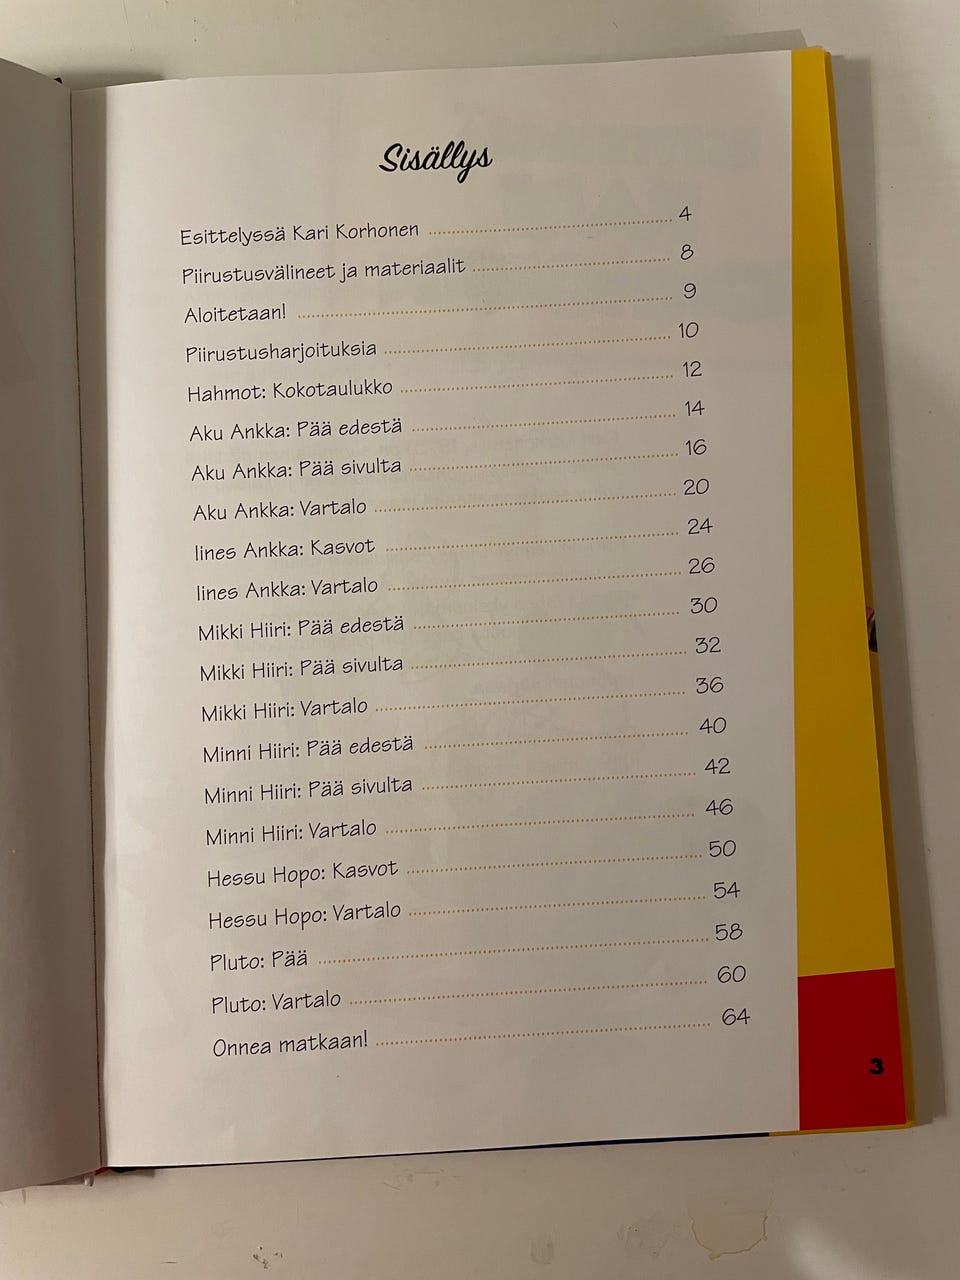 Sisällys
Esittelyssä Kari Korhonen 4
Piirustusvälineet ja materiaalit 8
Aloitetaan! 9
Piirustusharjoituksia 10
Hahmot: Kokotaulukko 12
Aku Ankka: Pää edestä 14
Aku Ankka: Pää sivulta 16
Aku Ankka: Vartalo 20
Iines Ankka: Kasvot 24
Iines Ankka: Vartalo 26
Mikki Hiiri: Pää edestä 30
Mikki Hiiri: Pää sivulta 32
Mikki Hiiri: Vartalo 36
Minni Hiiri: Pää edestä 40
Minni Hiiri: Pää sivulta 42
Minni Hiiri: Vartalo 46
Hessu Hopo: Kasvot 50
Hessu Hopo: Vartalo 54
Pluto: Pää 58
Pluto: Vartalo 60
Onnea matkaan! 64
3